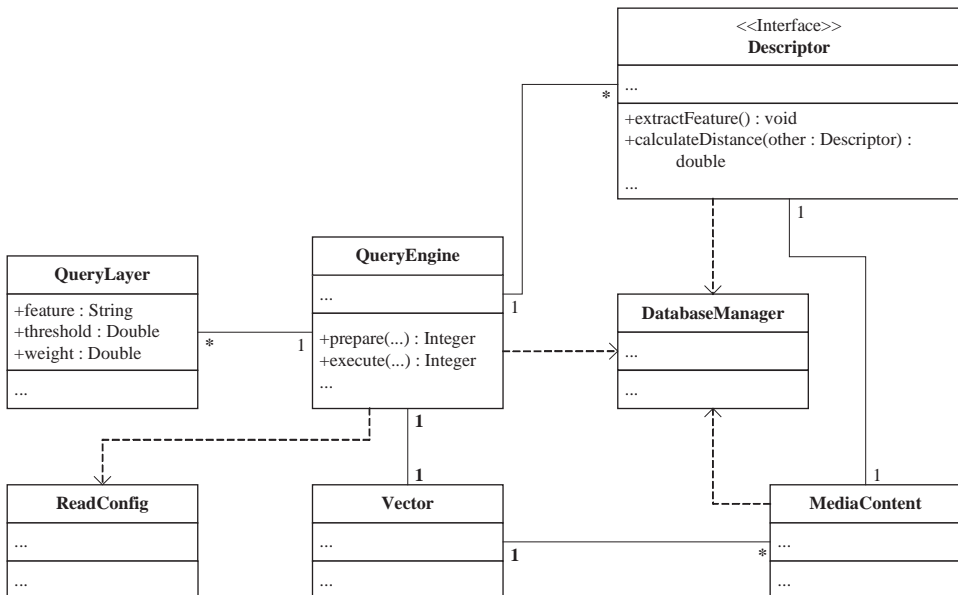 <<Interface>>
Descriptor
...
*
+extractFeature() : void
+calculateDistance(other : Descriptor) :
double
...
1
QueryLayer
+feature : String
+threshold : Double
+weight : Double
...
*
1
QueryEngine
...
1
+prepare(...) : Integer
+execute(...) : Integer
...
1
DatabaseManager
...
...
ReadConfig
...
...
1
Vector
...
...
1
*
1
MediaContent
...
...